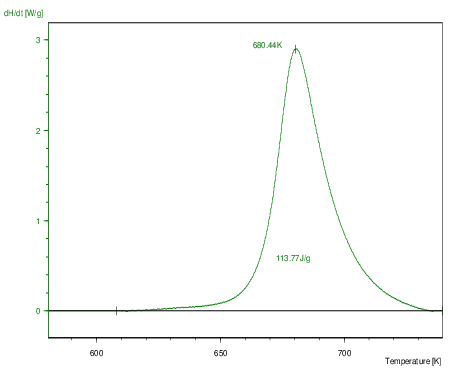 dH/dt [W/g]
3
680.44K
2
1
113.77J/g
0
600 650 700
Temperature [K]